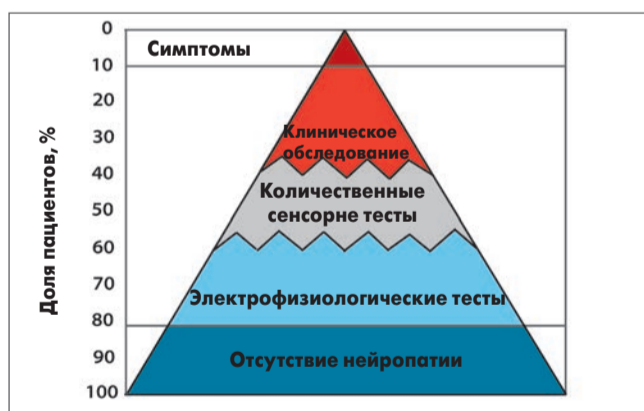 Доля пациентов, %
0
10
20
30
40
50
60
70
80
90
100
Симптомы
Клиническое
обследование
Количественные
сенсорне тесты
Электрофизиологические тесты
Отсутствие нейропатии